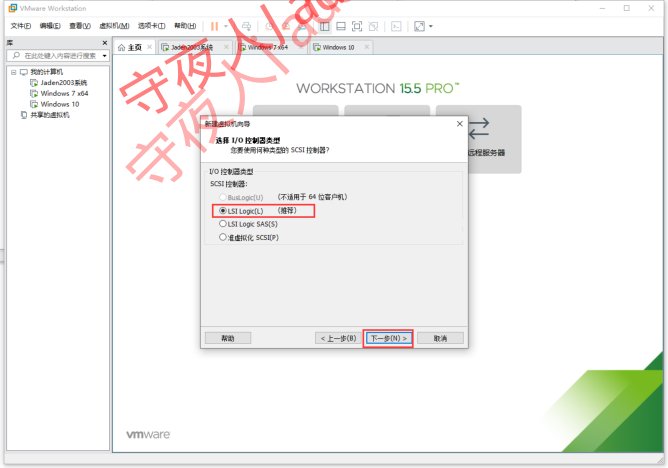 VMware Workstation
文件(F) 编辑(E) 查看(V) 虚拟机(M) 选项卡(T) 帮助(H)
库
在此处键入内容进行搜索
我的计算机
Jaden2003系统
Windows 7 x64
Windows 10
共享的虚拟机
主页
Jaden2003系统
Windows 7 x64
Windows 10
守夜人
守夜人
WORKSTATION 15.5 PRO™
远程服务器
新建虚拟机向导
选择 I/O 控制器类型
您要使用何种类型的 SCSI 控制器?
I/O 控制器类型
SCSI 控制器:
BusLogic(U) (不适用于 64 位客户机)
LSI Logic(L) (推荐)
LSI Logic SAS(S)
准虚拟化 SCSI(P)
帮助 < 上一步(B) 下一步(N) > 取消
vmware